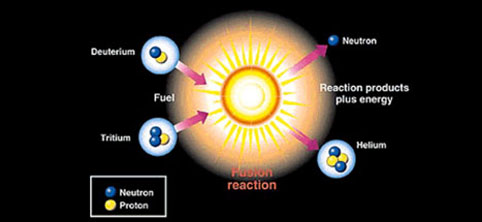 Deuterium
Neutron
Fuel
Reaction products
plus energy
Tritium
Helium
Fusion
reaction
Neutron
Proton